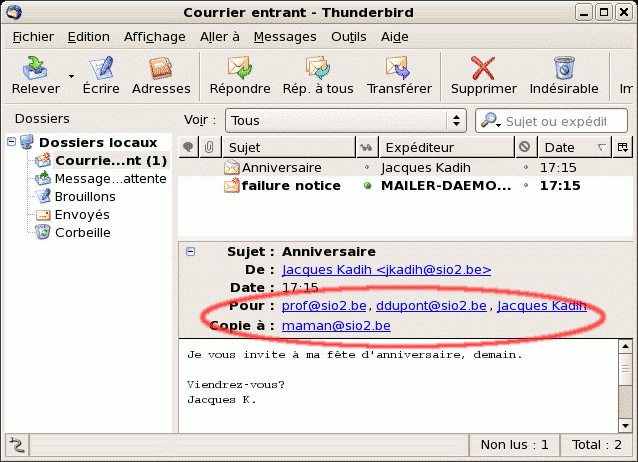 Courrier entrant - Thunderbird
Fichier Edition Affichage Aller à Messages Outils Aide
Relever Écrire Adresses Répondre Rép. à tous Transférer Supprimer Indésirable Im
Dossiers Voir : Tous Sujet ou expédit
Dossiers locaux
Courrie...nt (1)
Message...attente
Brouillons
Envoyés
Corbeille
Sujet Expéditeur Date
Anniversaire Jacques Kadih 17:15
failure notice MAILER-DAEMO... 17:15
Sujet : Anniversaire
De : Jacques Kadih <jkadih@sio2.be>
Date : 17:15
Pour : prof@sio2.be , ddupont@sio2.be , Jacques Kadih
Copie à : maman@sio2.be
Je vous invite à ma fête d'anniversaire, demain.
Viendrez-vous?
Jacques K.
Non lus : 1 Total : 2